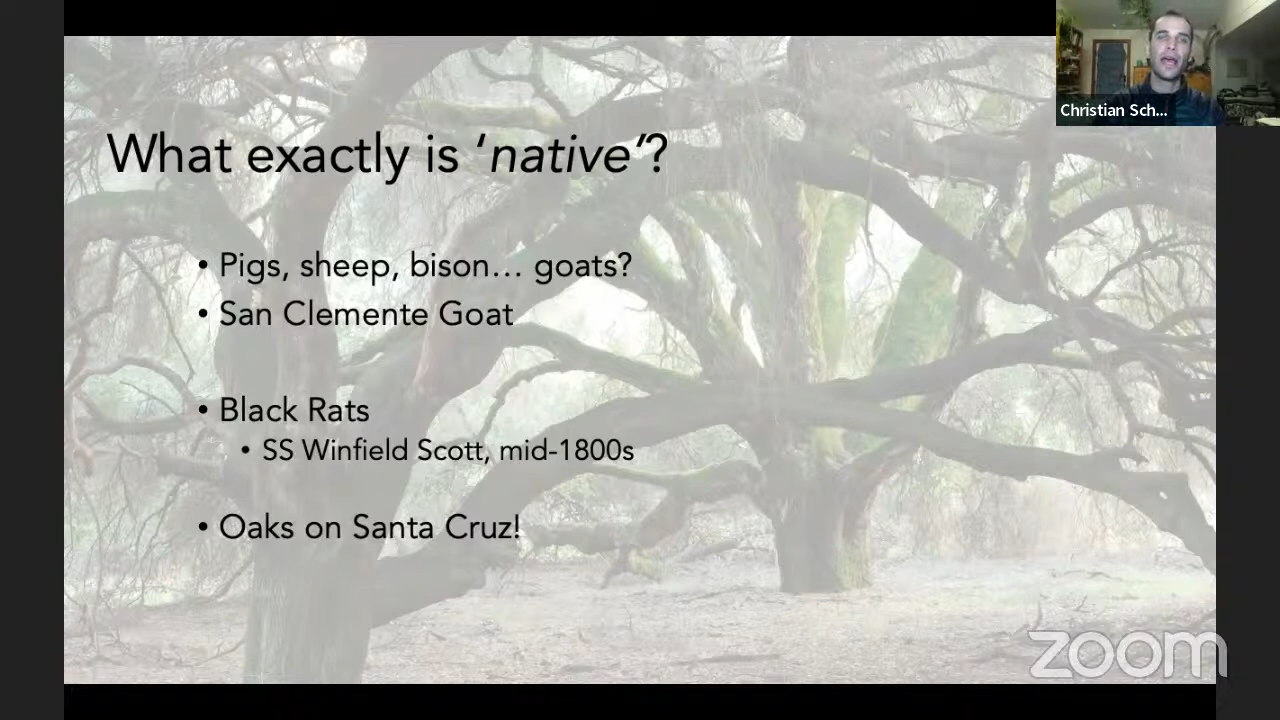 Christian Sch...
What exactly is ‘native’?
• Pigs, sheep, bison... goats?
• San Clemente Goat
• Black Rats
• SS Winfield Scott, mid-1800s
• Oaks on Santa Cruz!
zoom